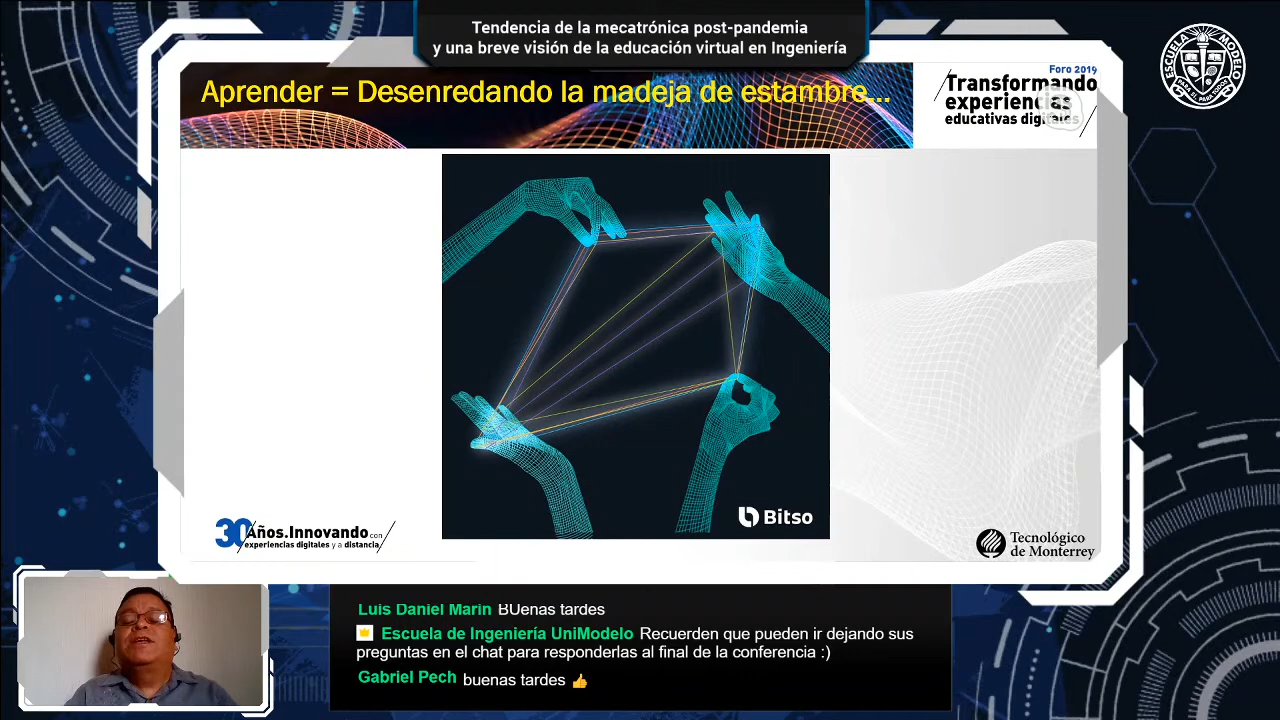 Tendencia de la mecatrónica post-pandemia
y una breve visión de la educación virtual en Ingeniería
ESCUELA MODELO
Aprender = Desenredando la madeja de estambre...
Foro 2019
Transformando
experiencias
educativas digitales
Bitso
30 Años.Innovando con
experiencias digitales y a distancia
Tecnológico
de Monterrey
Luis Daniel Marin BUenas tardes
Escuela de Ingeniería UniModelo Recuerden que pueden ir dejando sus
preguntas en el chat para responderlas al final de la conferencia :)
Gabriel Pech buenas tardes 👍